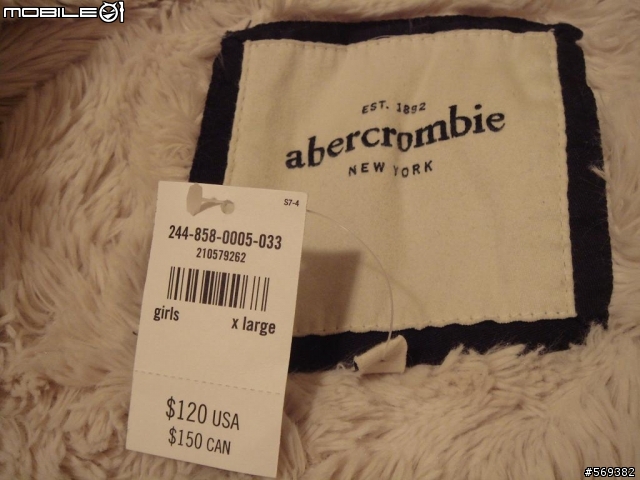 MOBILE01
EST. 1892
abercrombie
NEW YORK
S7-4
244-858-0005-033
210579262
girls x large
$120 USA
$150 CAN
#569382